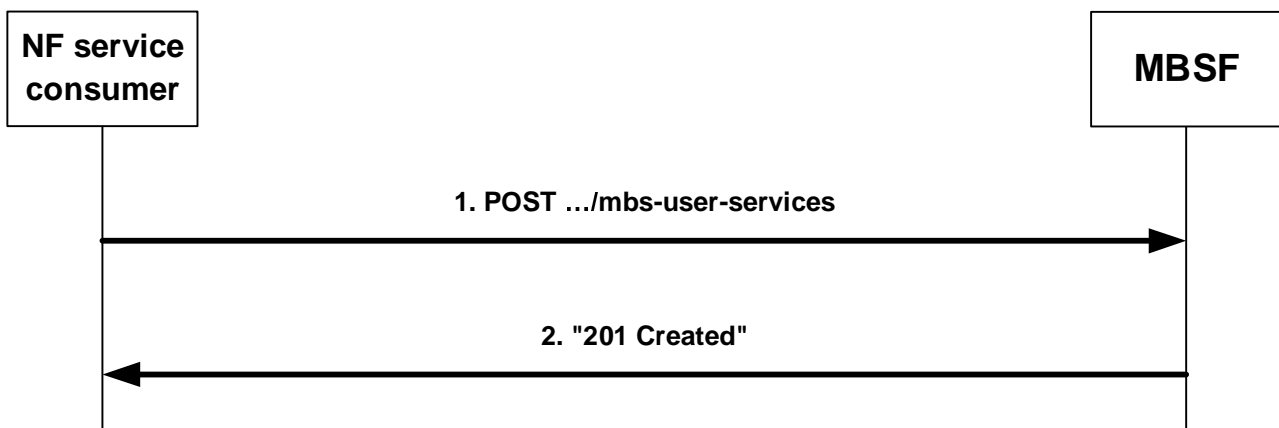 NF service
consumer
MBSF
1. POST …/mbs-user-services
2. "201 Created"